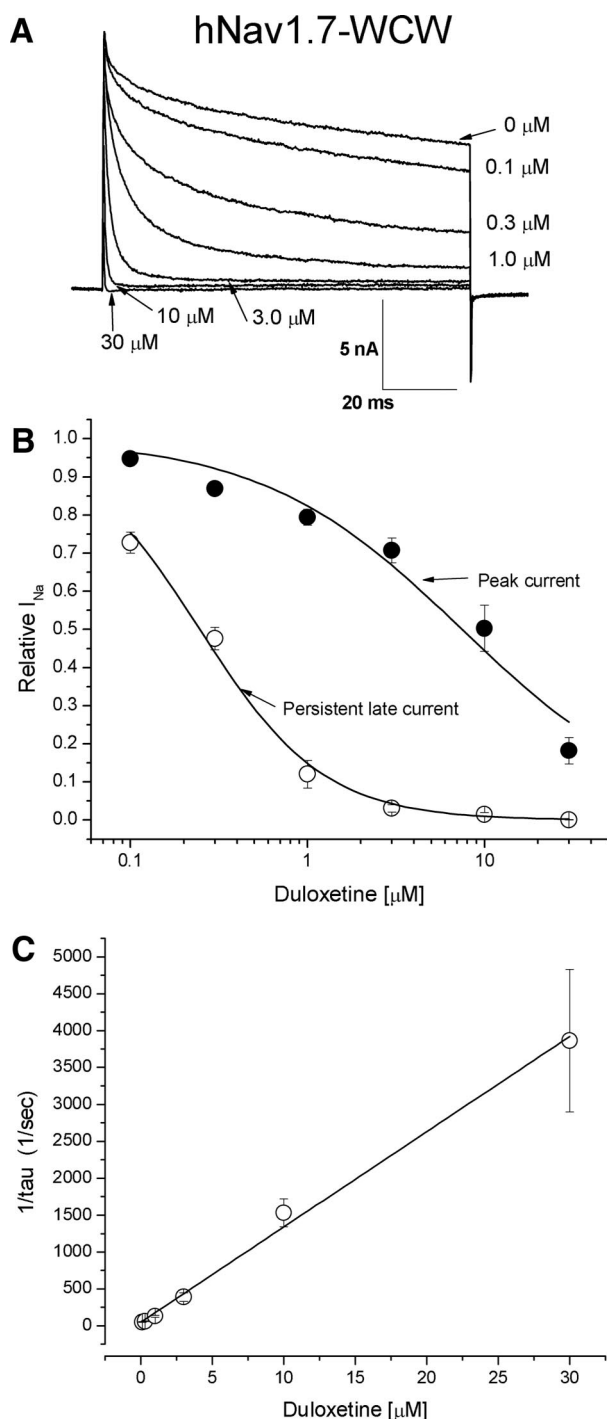 A
hNav1.7-WCW
0 μM
0.1 μM
0.3 μM
1.0 μM
10 μM
3.0 μM
30 μM
5 nA
20 ms
B
1.0
0.9
0.8
0.7
0.6
0.5
0.4
0.3
0.2
0.1
0.0
Relative I Na
Peak current
Persistent late current
0.1
1
10
Duloxetine [μM]
C
5000
4500
4000
3500
3000
2500
2000
1500
1000
500
0
1/tau (1/sec)
0
5
10
15
20
25
30
Duloxetine [μM]